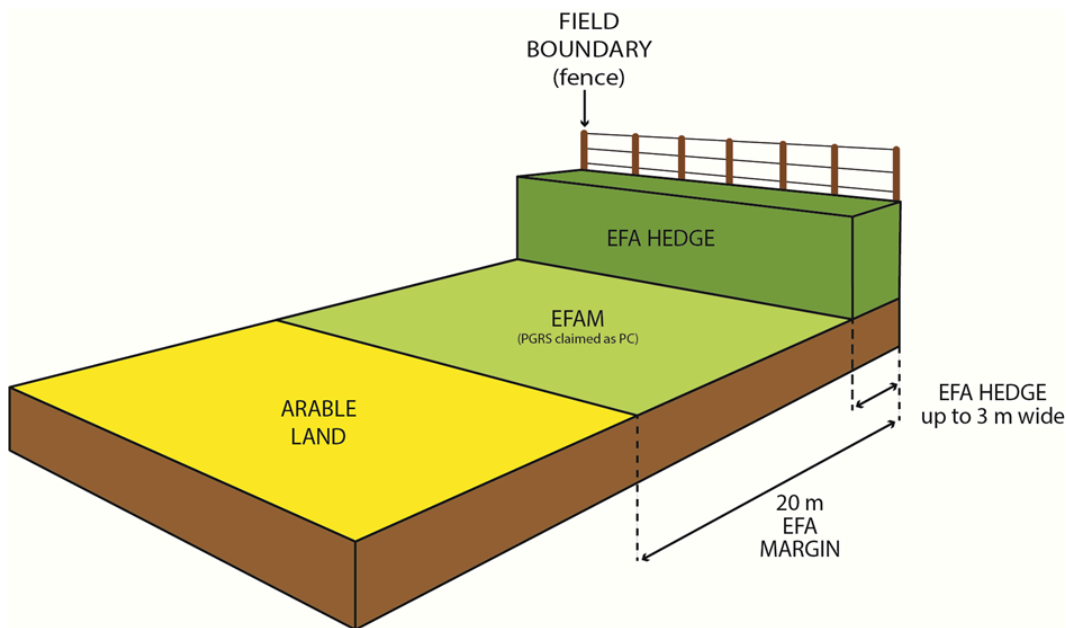 FIELD
BOUNDARY
(fence)
EFA HEDGE
EFAM
(PGRS claimed as PC)
ARABLE
LAND
EFA HEDGE
up to 3 m wide
20 m
EFA
MARGIN